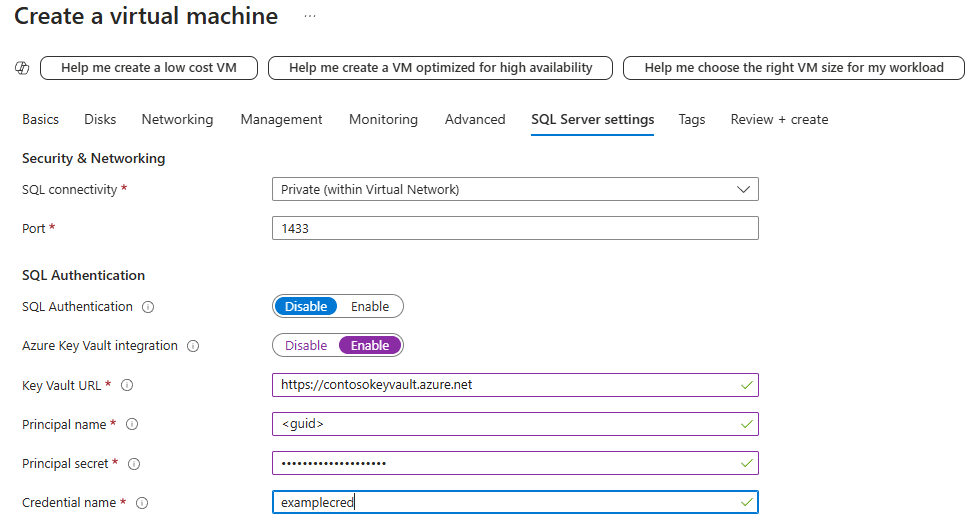 Create a virtual machine ...
Help me create a low cost VM Help me create a VM optimized for high availability Help me choose the right VM size for my workload
Basics Disks Networking Management Monitoring Advanced SQL Server settings Tags Review + create
Security & Networking
SQL connectivity * Private (within Virtual Network)
Port * 1433
SQL Authentication
SQL Authentication Disable Enable
Azure Key Vault integration Disable Enable
Key Vault URL * https://contosokeyvault.azure.net
Principal name * <guid>
Principal secret * ••••••••••••••••••••
Credential name * examplecred